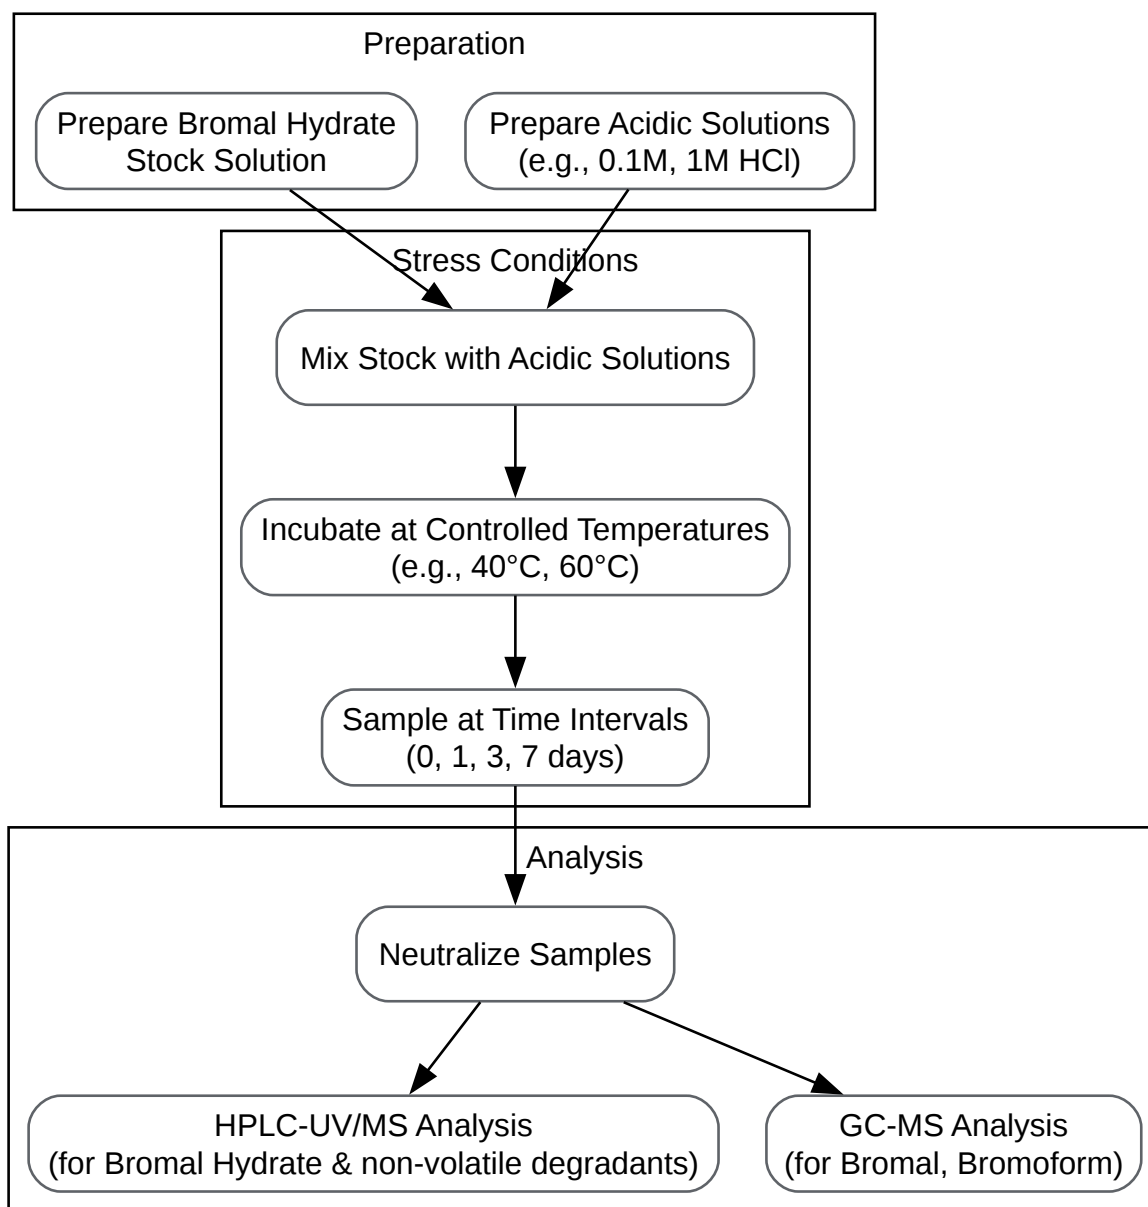 Preparation
Prepare Bromal Hydrate
Stock Solution
Prepare Acidic Solutions
(e.g., 0.1M, 1M HCl)
Stress Conditions
Mix Stock with Acidic Solutions
Incubate at Controlled Temperatures
(e.g., 40°C, 60°C)
Sample at Time Intervals
(0, 1, 3, 7 days)
Analysis
Neutralize Samples
HPLC-UV/MS Analysis
(for Bromal Hydrate & non-volatile degradants)
GC-MS Analysis
(for Bromal, Bromoform)